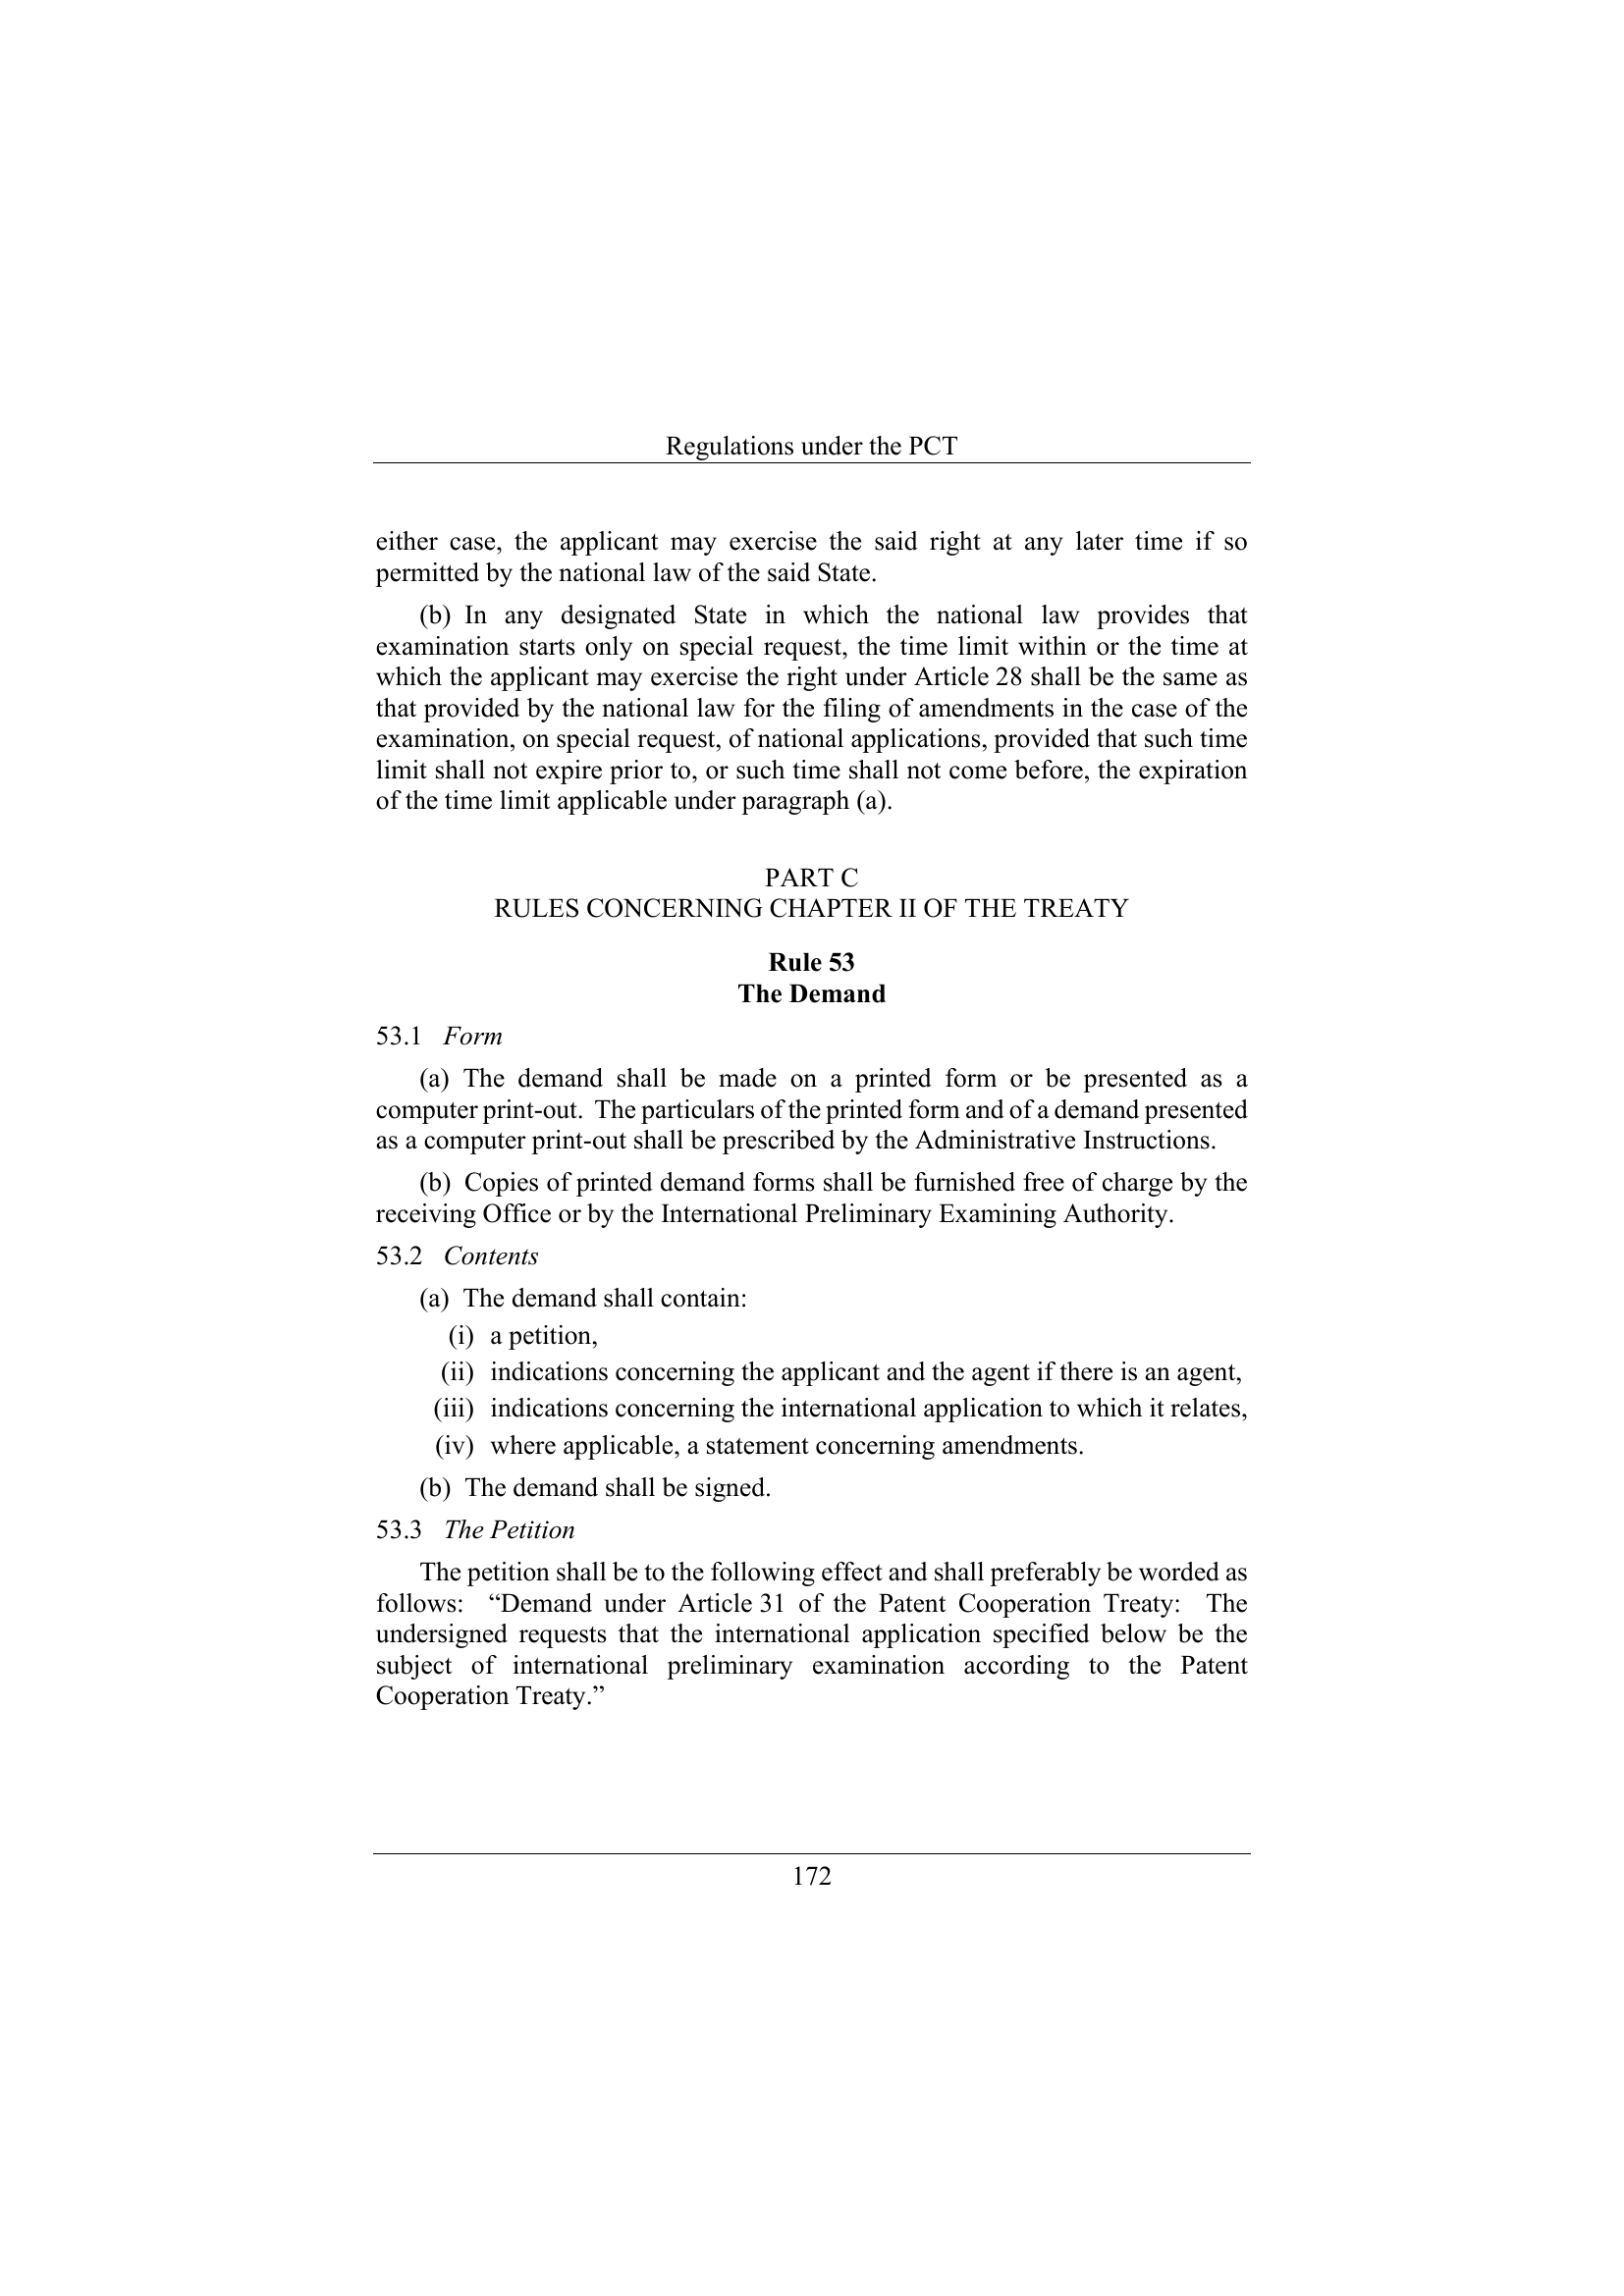 Regulations under the PCT
either case, the applicant may exercise the said right at any later time if so
permitted by the national law of the said State.
(b) In any designated State in which the national law provides that
examination starts only on special request, the time limit within or the time at
which the applicant may exercise the right under Article 28 shall be the same as
that provided by the national law for the filing of amendments in the case of the
examination, on special request, of national applications, provided that such time
limit shall not expire prior to, or such time shall not come before, the expiration
of the time limit applicable under paragraph (a).
PART C
RULES CONCERNING CHAPTER II OF THE TREATY
Rule 53
The Demand
53.1 Form
(a) The demand shall be made on a printed form or be presented as a
computer print-out. The particulars of the printed form and of a demand presented
as a computer print-out shall be prescribed by the Administrative Instructions.
(b) Copies of printed demand forms shall be furnished free of charge by the
receiving Office or by the International Preliminary Examining Authority.
53.2 Contents
(a) The demand shall contain:
(i) a petition,
(ii) indications concerning the applicant and the agent if there is an agent,
(iii) indications concerning the international application to which it relates,
(iv) where applicable, a statement concerning amendments.
(b) The demand shall be signed.
53.3 The Petition
The petition shall be to the following effect and shall preferably be worded as
follows: “Demand under Article 31 of the Patent Cooperation Treaty: The
undersigned requests that the international application specified below be the
subject of international preliminary examination according to the Patent
Cooperation Treaty.”
172